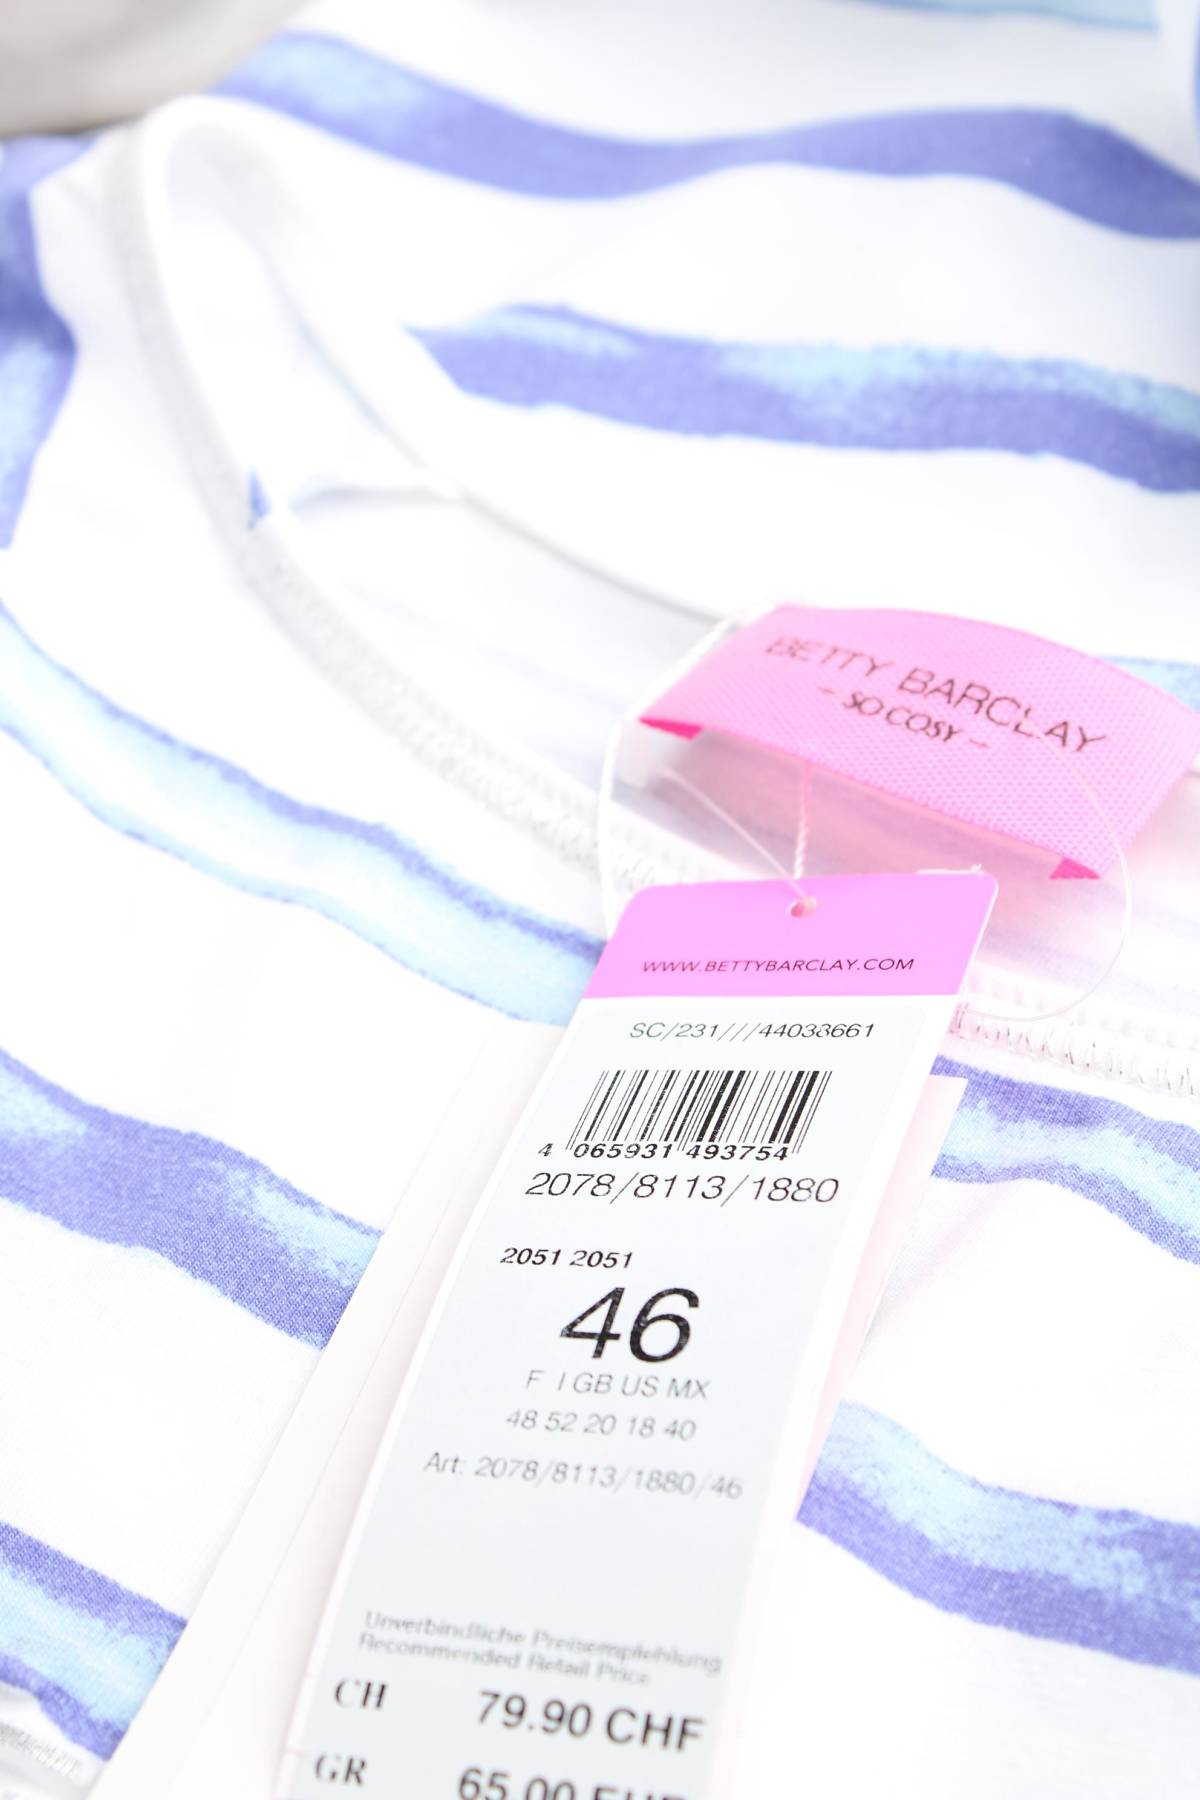 BETTY BARCLAY
- SO COSY -
WWW.BETTYBARCLAY.COM
SC/231///44038661
4 065931 493754
2078/8113/1880
2051 2051
46
F I GB US MX
48 52 20 18 40
Art: 2078/8113/1880/46
Unverbindliche Preisempfehlung
Recommended Retail Price
CH 79.90 CHF
GR 65.00 EUR